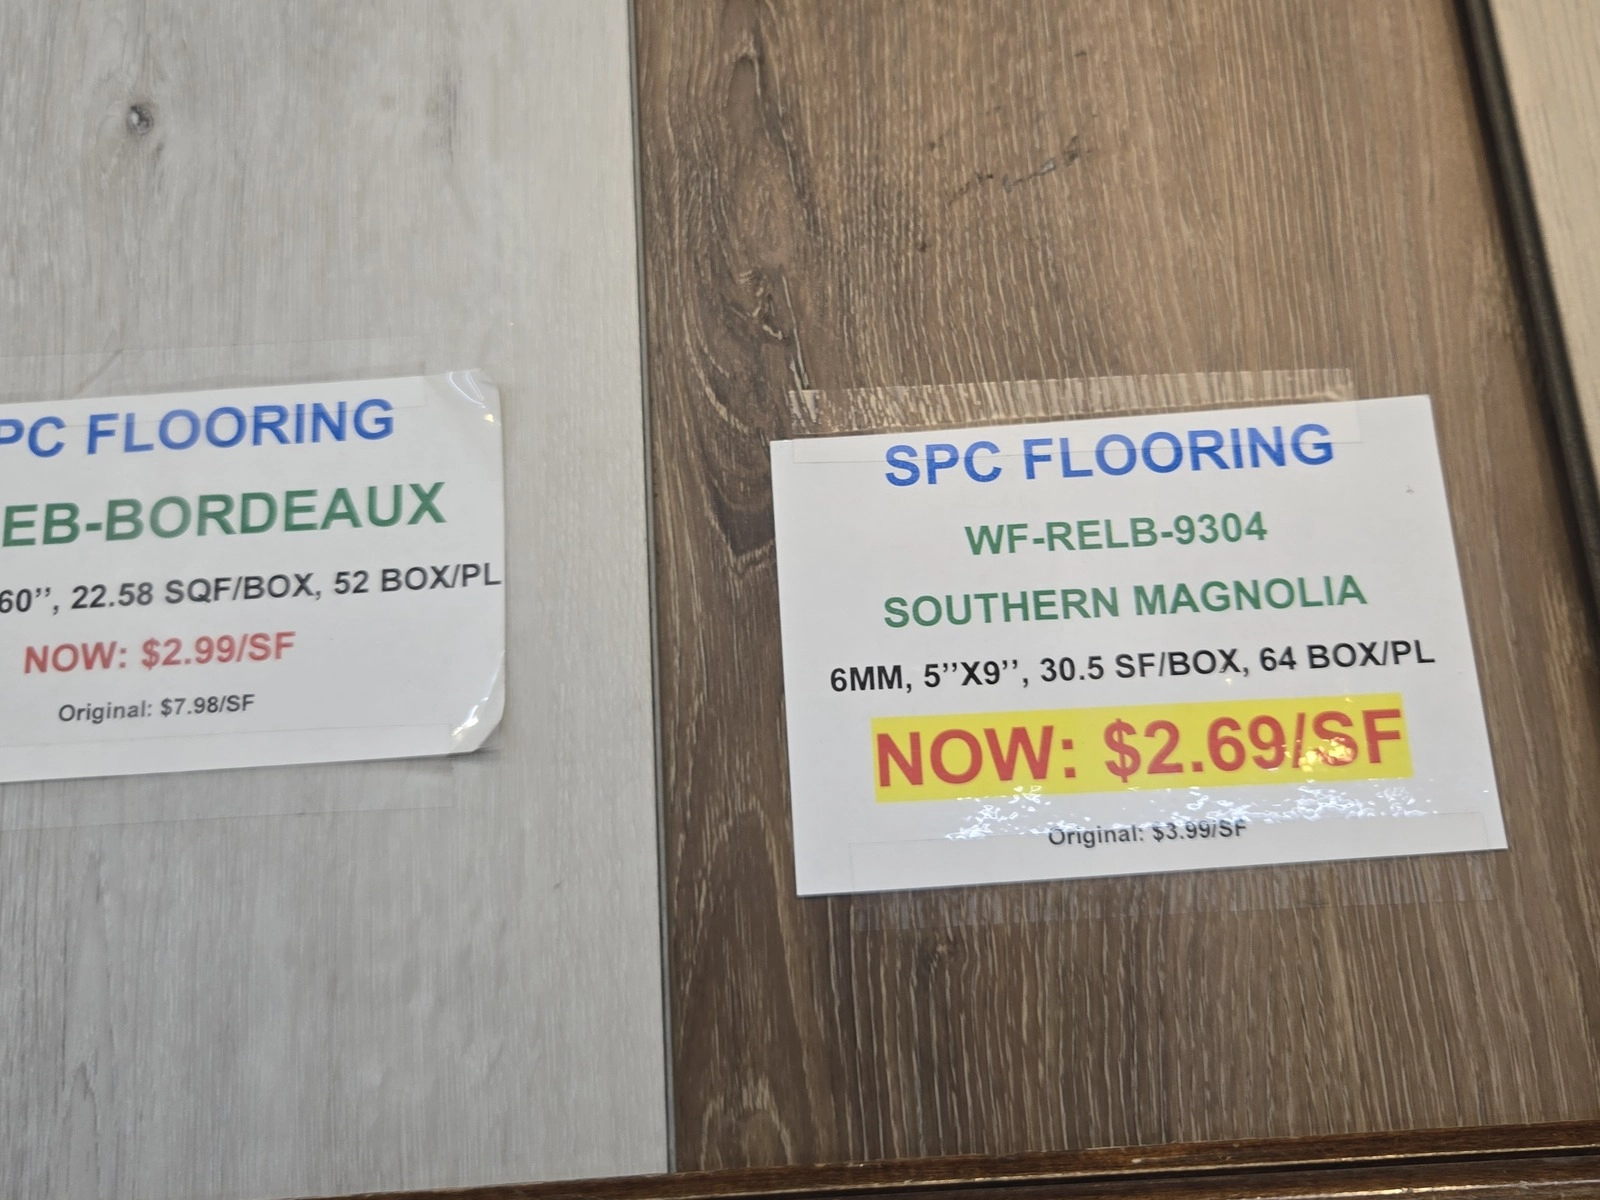 PC FLOORING
EB-BORDEAUX
60’’, 22.58 SQF/BOX, 52 BOX/PL
NOW: $2.99/SF
Original: $7.98/SF
SPC FLOORING
WF-RELB-9304
SOUTHERN MAGNOLIA
6MM, 5’’X9’’, 30.5 SF/BOX, 64 BOX/PL
NOW: $2.69/SF
Original: $3.99/SF